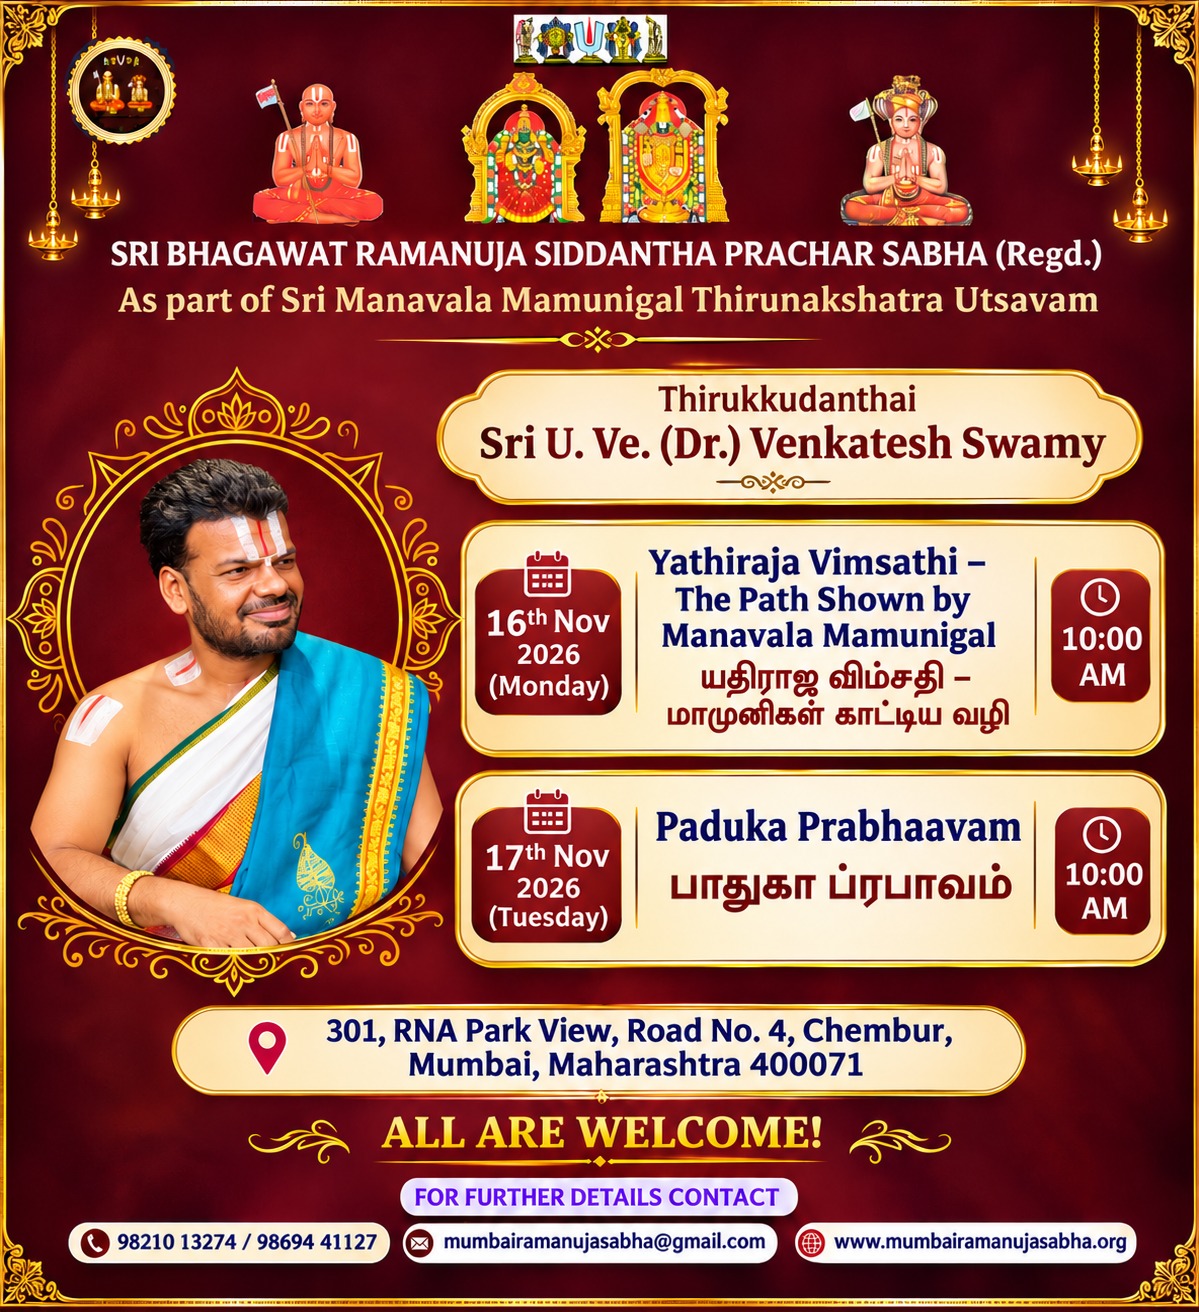 SRI BHAGAWAT RAMANUJA SIDDANTHA PRACHAR SABHA (Regd.)
As part of Sri Manavala Mamunigal Thirunakshatra Utsavam
Thirukkudanthai
Sri U. Ve. (Dr.) Venkatesh Swamy
16th Nov
2026
(Monday)
Yathiraja Vimsathi –
The Path Shown by
Manavala Mamunigal
யதிராஜ விம்சதி –
மாமுனிகள் காட்டிய வழி
10:00
AM
17th Nov
2026
(Tuesday)
Paduka Prabhaavam
பாதுகா ப்ரபாவம்
10:00
AM
301, RNA Park View, Road No. 4, Chembur,
Mumbai, Maharashtra 400071
ALL ARE WELCOME!
FOR FURTHER DETAILS CONTACT
98210 13274 / 98694 41127
mumbairamanujasabha@gmail.com
www.mumbairamanujasabha.org